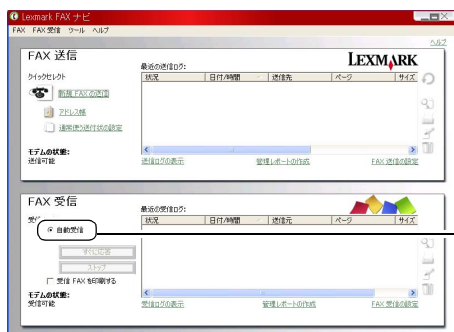 Lexmark FAX ナビ
FAX FAX 受信 ツール ヘルプ
ヘルプ
FAX 送信
LEXMARK
クイックセレクト
最近の送信ログ:
状況 日付/時間 送信先 ページ サイズ
新規 FAX の送信
アドレス帳
通常使う送付状の設定
モデムの状態:
送信可能
送信ログの表示 管理レポートの作成 FAX 送信の設定
FAX 受信
最近の受信ログ:
状況 日付/時間 送信元 ページ サイズ
自動受信
すぐに応答
ストップ
受信 FAX を印刷する
モデムの状態:
受信可能
受信ログの表示 管理レポートの作成 FAX 受信の設定